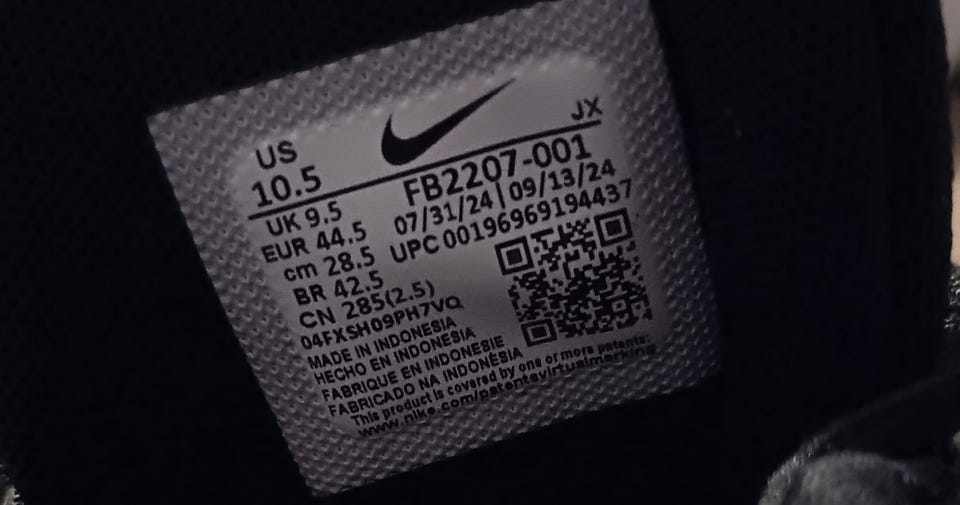 US
10.5
JX
FB2207-001
07/31/24 | 09/13/24
UPC 00196969194437
UK 9.5
EUR 44.5
cm 28.5
BR 42.5
CN 285(2.5)
04FXSH09PH7VQ
MADE IN INDONESIA
HECHO EN INDONESIA
FABRIQUE EN INDONESIE
FABRICADO NA INDONÉSIA
This product is covered by one or more patents:
www.nike.com/patentsvirtualmarking